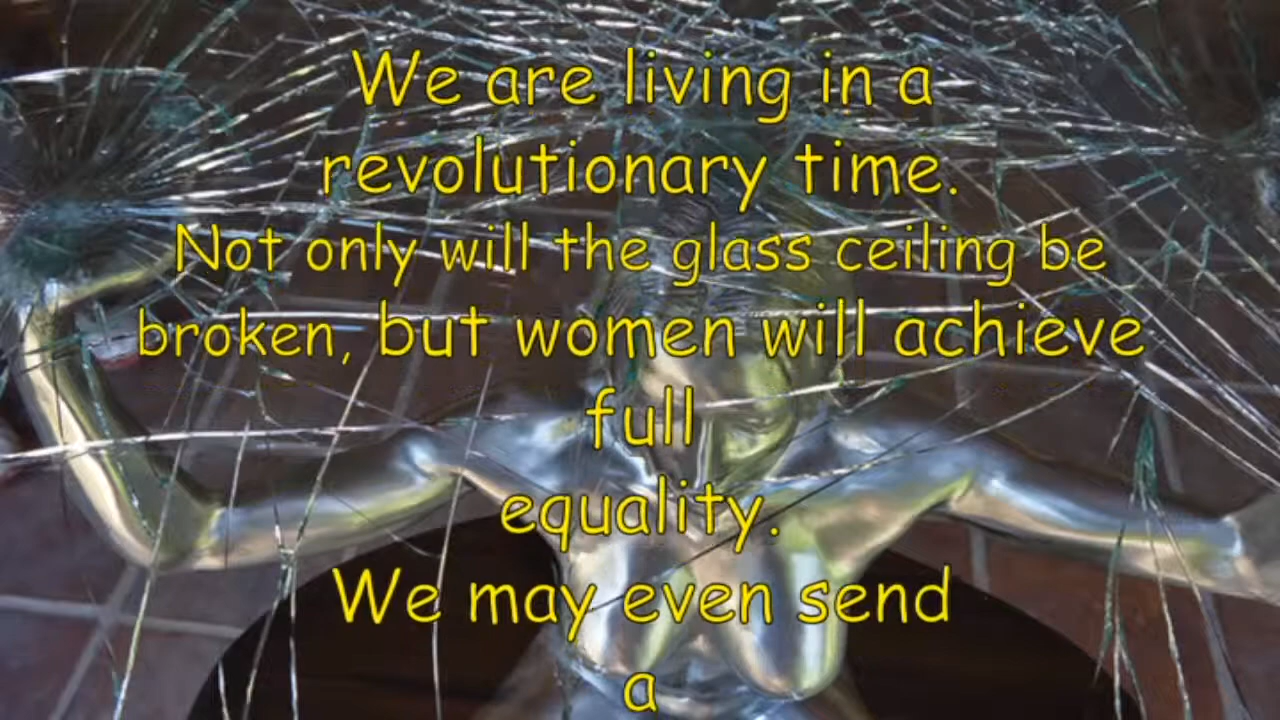 We are living in a
revolutionary time.
Not only will the glass ceiling be
broken, but women will achieve
full
equality.
We may even send
a